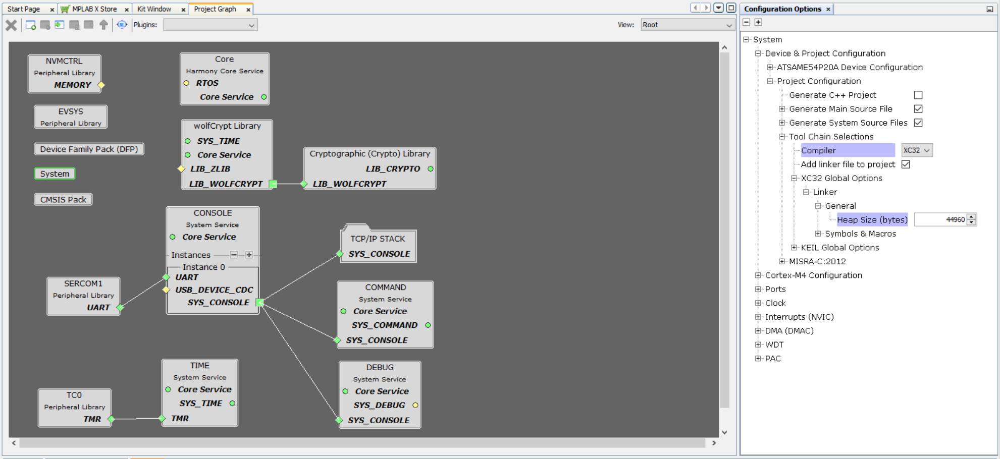 Start Page
MPLAB X Store
Kit Window
Project Graph
Plugins:
View: Root
NVMCTRL
Peripheral Library
MEMORY
EVSYS
Peripheral Library
Device Family Pack (DFP)
System
CMSIS Pack
Core
Harmony Core Service
RTOS
Core Service
wolfCrypt Library
SYS_TIME
Core Service
LIB_ZLIB
LIB_WOLFCRYPT
Cryptographic (Crypto) Library
LIB_CRYPTO
LIB_WOLFCRYPT
CONSOLE
System Service
Core Service
Instances
Instance 0
UART
USB_DEVICE_CDC
SYS_CONSOLE
SERCOM1
Peripheral Library
UART
TCP/IP STACK
SYS_CONSOLE
COMMAND
System Service
Core Service
SYS_COMMAND
SYS_CONSOLE
TIME
System Service
Core Service
SYS_TIME
TMR
TC0
Peripheral Library
TMR
DEBUG
System Service
Core Service
SYS_DEBUG
SYS_CONSOLE
Configuration Options
System
Device & Project Configuration
ATSAME54P20A Device Configuration
Project Configuration
Generate C++ Project
Generate Main Source File
Generate System Source Files
Tool Chain Selections
Compiler XC32
Add linker file to project
XC32 Global Options
Linker
General
Heap Size (bytes) 44960
Symbols & Macros
KEIL Global Options
MISRA-C:2012
Cortex-M4 Configuration
Ports
Clock
Interrupts (NVIC)
DMA (DMAC)
WDT
PAC